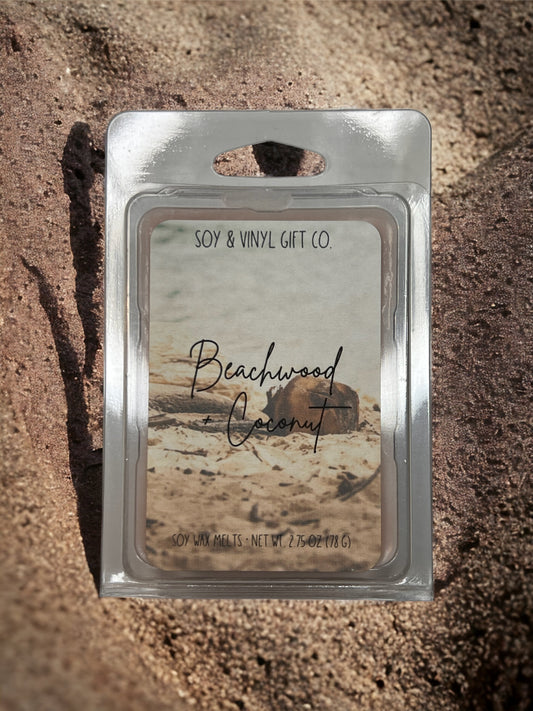 SOY & VINYL GIFT CO.
Beachwood
+ Coconut
SOY WAX MELTS • NET WT. 2.75 OZ (78 G)